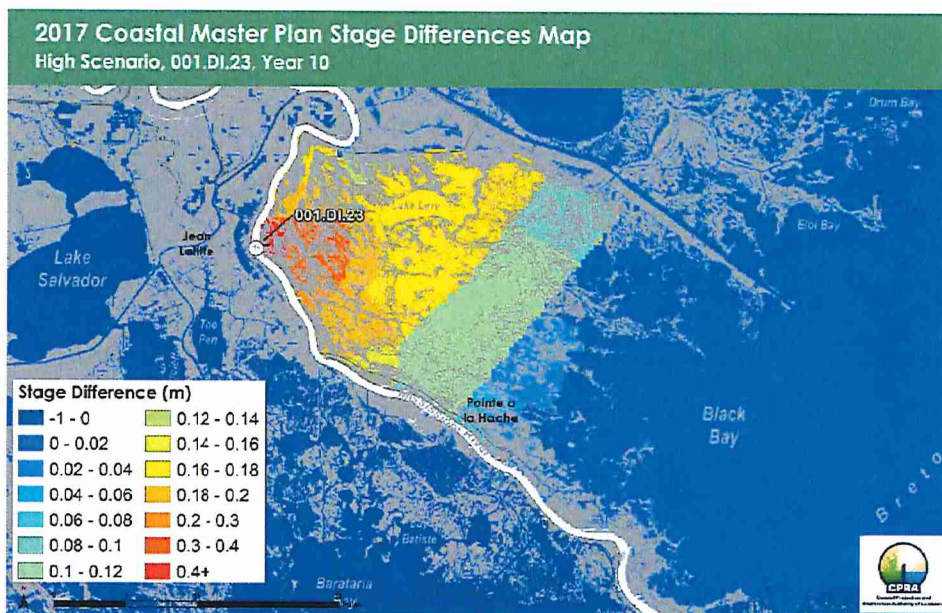 2017 Coastal Master Plan Stage Differences Map
High Scenario, 001.DI.23, Year 10
Drum Bay
Lake Lery
001.DI.23
Eloi Bay
Jean
Lafitte
Lake
Salvador
The
Pen
Stage Difference (m)
-1 - 0
0 - 0.02
0.02 - 0.04
0.04 - 0.06
0.06 - 0.08
0.08 - 0.1
0.1 - 0.12
0.12 - 0.14
0.14 - 0.16
0.16 - 0.18
0.18 - 0.2
0.2 - 0.3
0.3 - 0.4
0.4+
Pointe a
la Hache
Black
Bay
Breto
Batiste
Barataria
CPRA